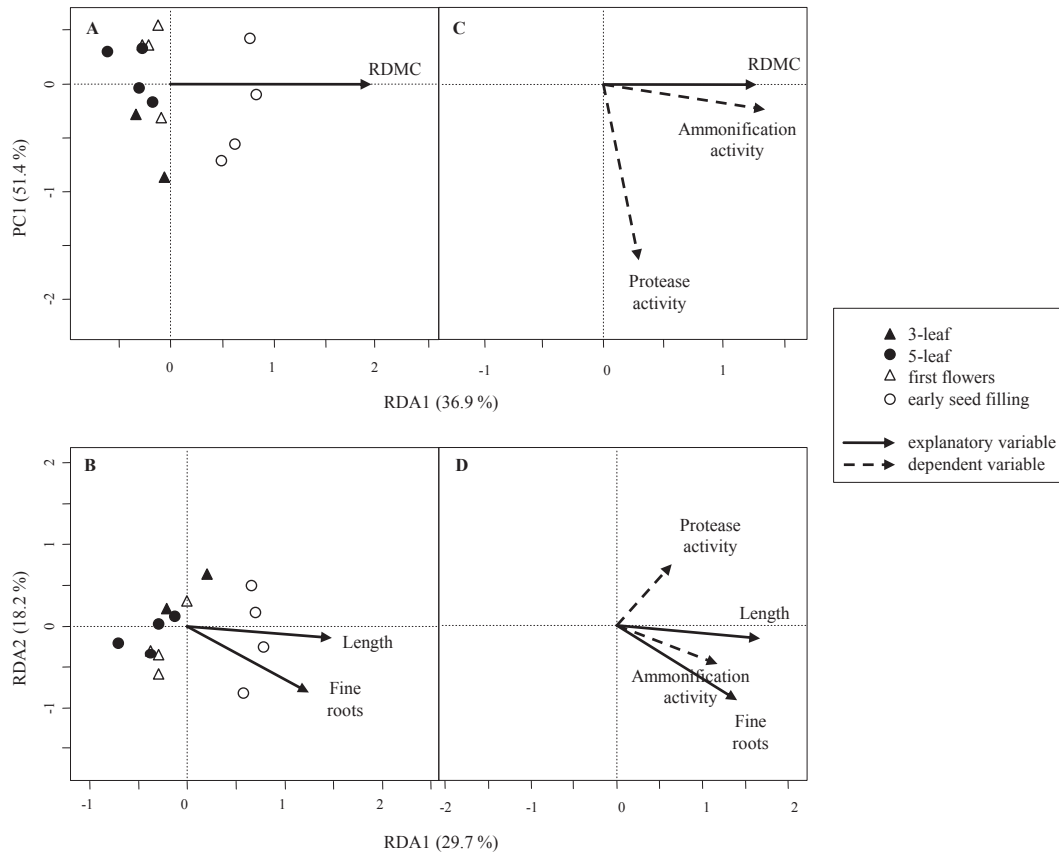 A
C
RDMC
RDMC
Ammonification
activity
Protease
activity
0
-1
-2
PC1 (51.4 %)
0
1
2
-1
0
1
2
RDA1 (36.9 %)
3-leaf
5-leaf
first flowers
early seed filling
explanatory variable
dependent variable
B
D
Protease
activity
Length
Length
Fine
roots
Ammonification
activity
Fine
roots
2
1
0
-1
RDA2 (18.2 %)
-1
0
1
2
-2
-1
0
1
2
RDA1 (29.7 %)